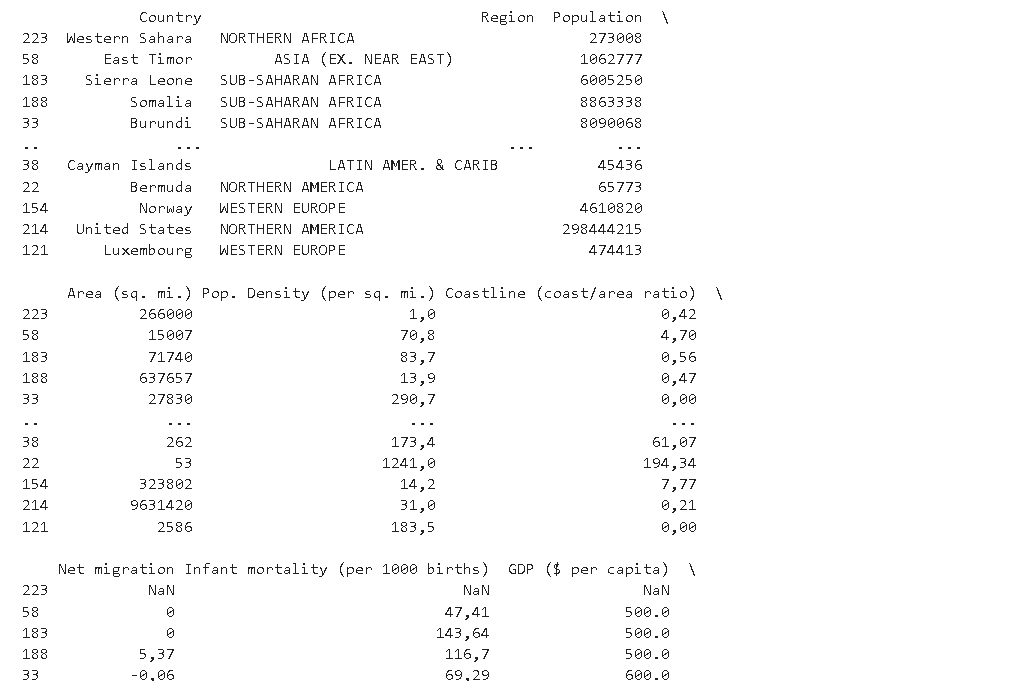 Country Region Population \
223 Western Sahara NORTHERN AFRICA 273008
58 East Timor ASIA (EX. NEAR EAST) 1062777
183 Sierra Leone SUB-SAHARAN AFRICA 6005250
188 Somalia SUB-SAHARAN AFRICA 8863338
33 Burundi SUB-SAHARAN AFRICA 8090068
.. ... ... ...
38 Cayman Islands LATIN AMER. & CARIB 45436
22 Bermuda NORTHERN AMERICA 65773
154 Norway WESTERN EUROPE 4610820
214 United States NORTHERN AMERICA 298444215
121 Luxembourg WESTERN EUROPE 474413
Area (sq. mi.) Pop. Density (per sq. mi.) Coastline (coast/area ratio) \
223 266000 1,0 0,42
58 15007 70,8 4,70
183 71740 83,7 0,56
188 637657 13,9 0,47
33 27830 290,7 0,00
.. ... ... ...
38 262 173,4 61,07
22 53 1241,0 194,34
154 323802 14,2 7,77
214 9631420 31,0 0,21
121 2586 183,5 0,00
Net migration Infant mortality (per 1000 births) GDP ($ per capita) \
223 NaN NaN NaN
58 0 47,41 500.0
183 0 143,64 500.0
188 5,37 116,7 500.0
33 -0,06 69,29 600.0